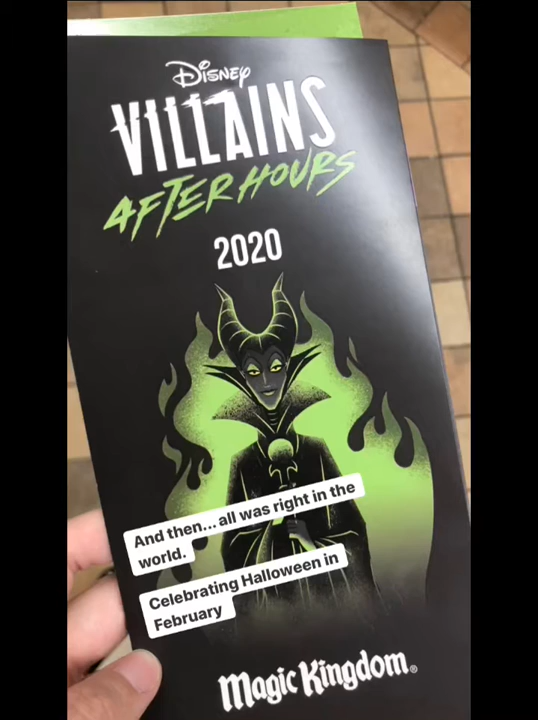 Disney
VILLAINS
AFTER HOURS
2020
And then... all was right in the
world.
Celebrating Halloween in
February
Magic Kingdom®